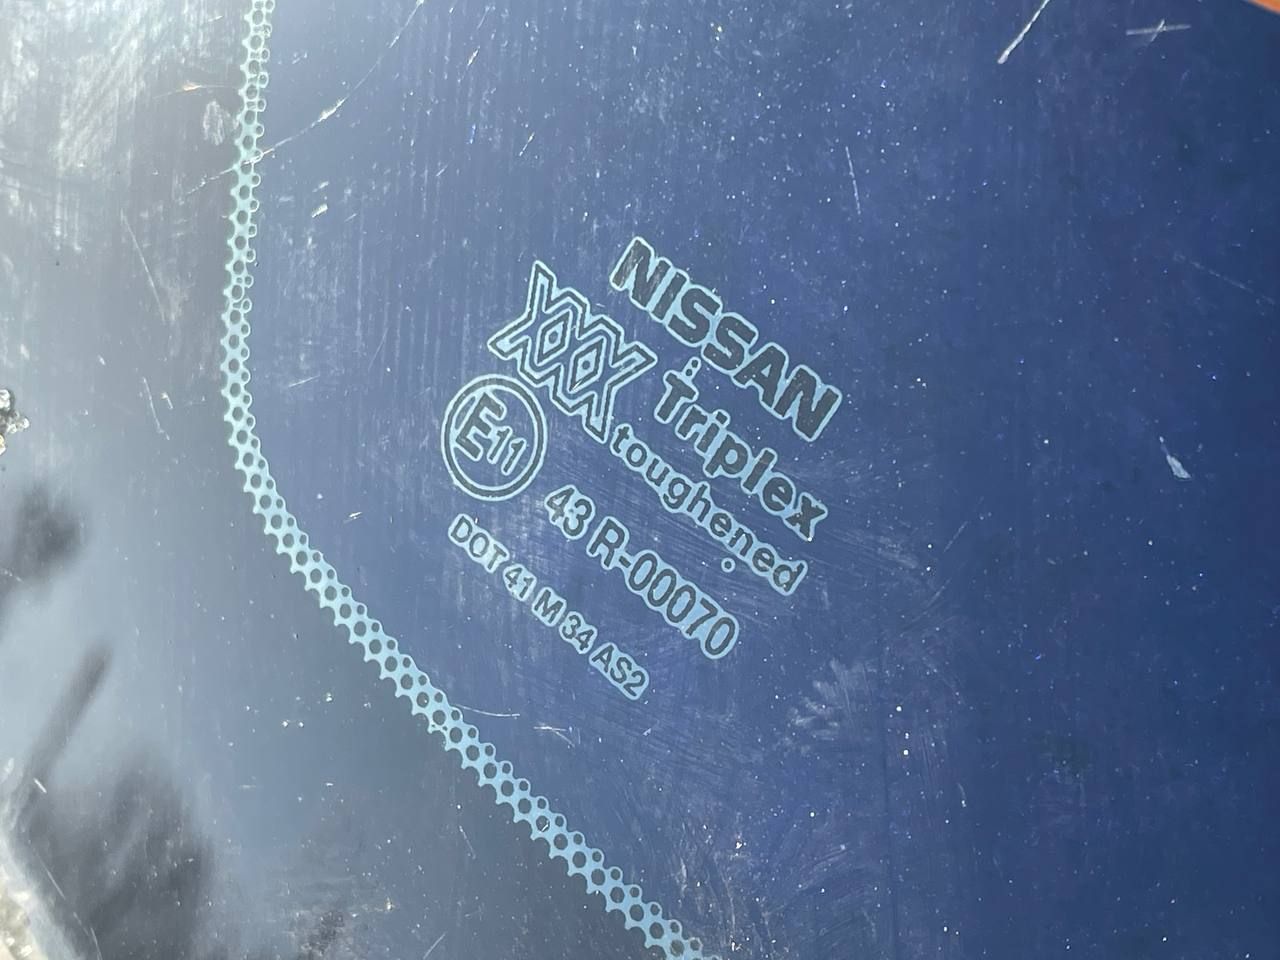 NISSAN
Triplex
toughened
E11
43 R-00070
DOT 41 M 34 AS2